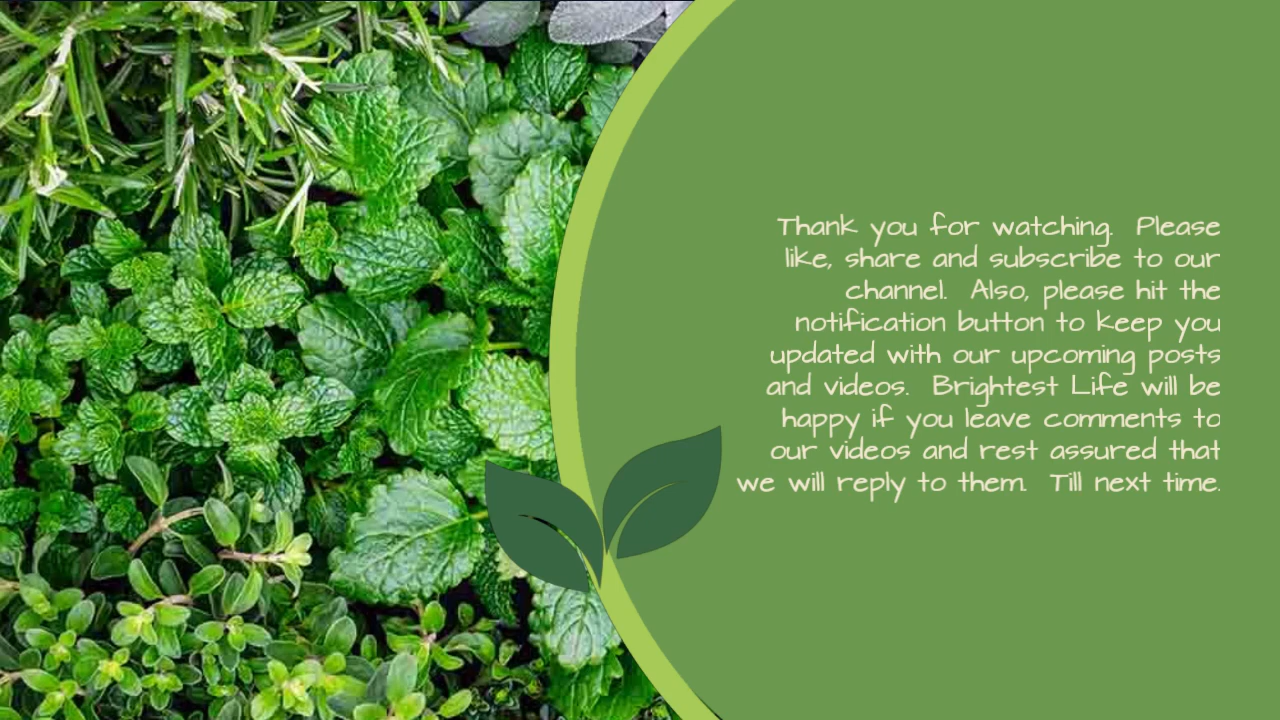 Thank you for watching.  Please
like, share and subscribe to our
channel.  Also, please hit the
notification button to keep you
updated with our upcoming posts
and videos.  Brightest Life will be
happy if you leave comments to
our videos and rest assured that
we will reply to them.  Till next time.